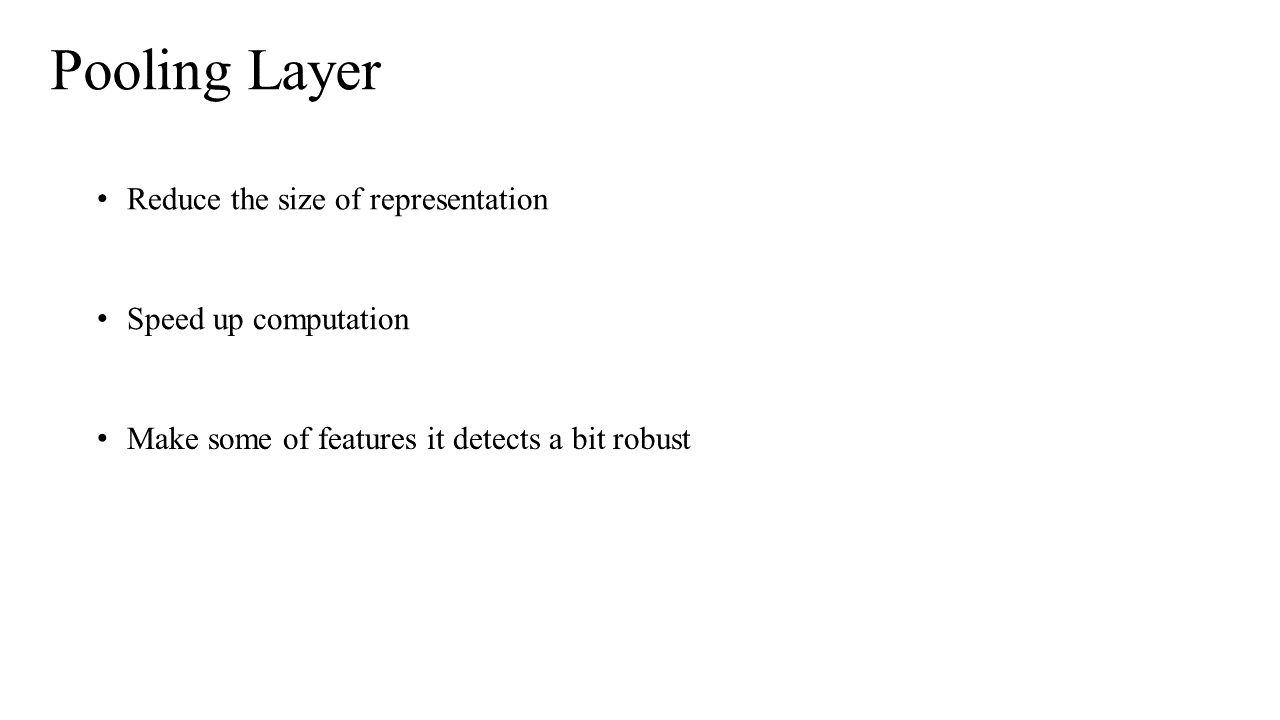 Pooling Layer
• Reduce the size of representation
• Speed up computation
• Make some of features it detects a bit robust